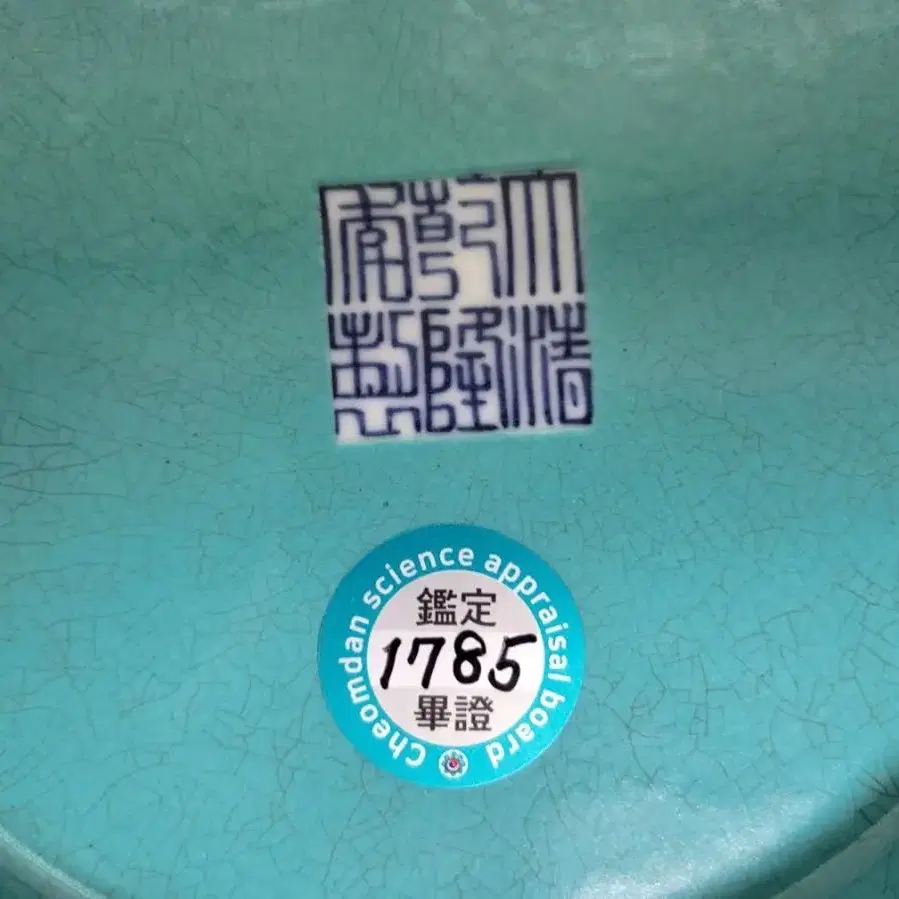 大清
乾隆
年製
Cheomdan science appraisal board
鑑定
1785
畢證